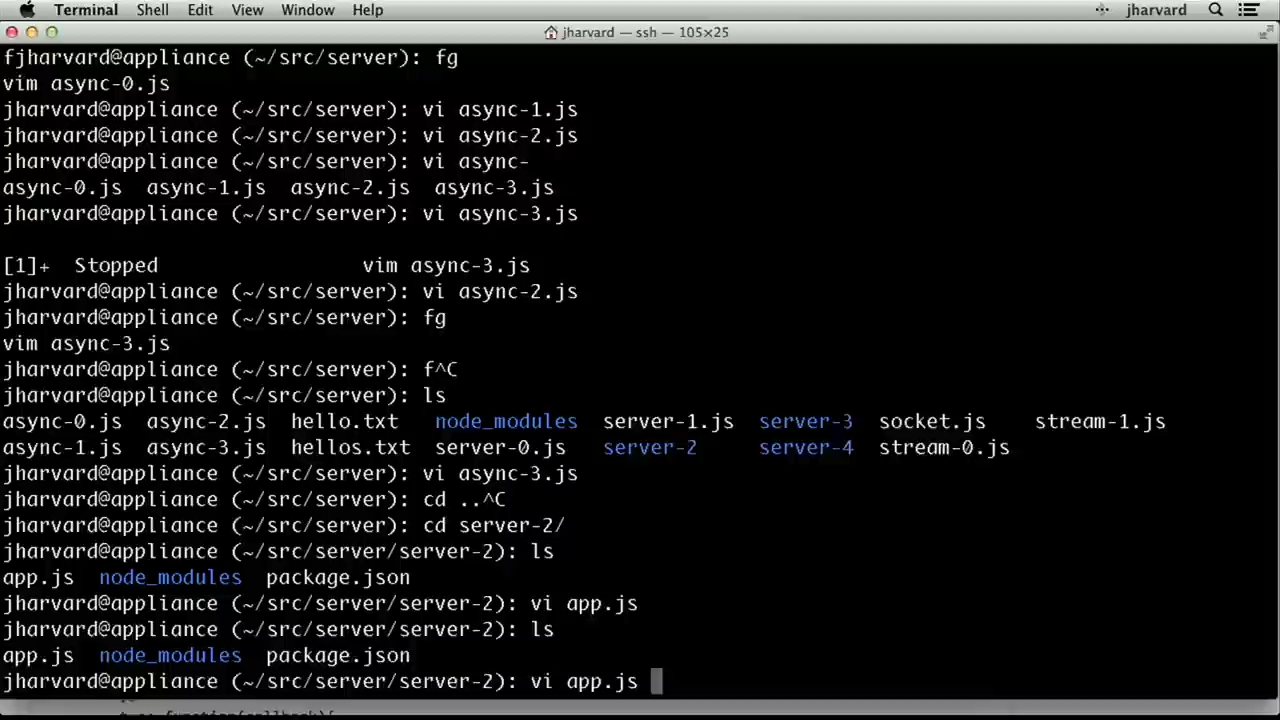 Terminal Shell Edit View Window Help jharvard
jharvard — ssh — 105×25
fjharvard@appliance (~/src/server): fg
vim async-0.js
jharvard@appliance (~/src/server): vi async-1.js
jharvard@appliance (~/src/server): vi async-2.js
jharvard@appliance (~/src/server): vi async-
async-0.js async-1.js async-2.js async-3.js
jharvard@appliance (~/src/server): vi async-3.js
[1]+ Stopped vim async-3.js
jharvard@appliance (~/src/server): vi async-2.js
jharvard@appliance (~/src/server): fg
vim async-3.js
jharvard@appliance (~/src/server): f^C
jharvard@appliance (~/src/server): ls
async-0.js async-2.js hello.txt node_modules server-1.js server-3 socket.js stream-1.js
async-1.js async-3.js hellos.txt server-0.js server-2 server-4 stream-0.js
jharvard@appliance (~/src/server): vi async-3.js
jharvard@appliance (~/src/server): cd ..^C
jharvard@appliance (~/src/server): cd server-2/
jharvard@appliance (~/src/server/server-2): ls
app.js node_modules package.json
jharvard@appliance (~/src/server/server-2): vi app.js
jharvard@appliance (~/src/server/server-2): ls
app.js node_modules package.json
jharvard@appliance (~/src/server/server-2): vi app.js